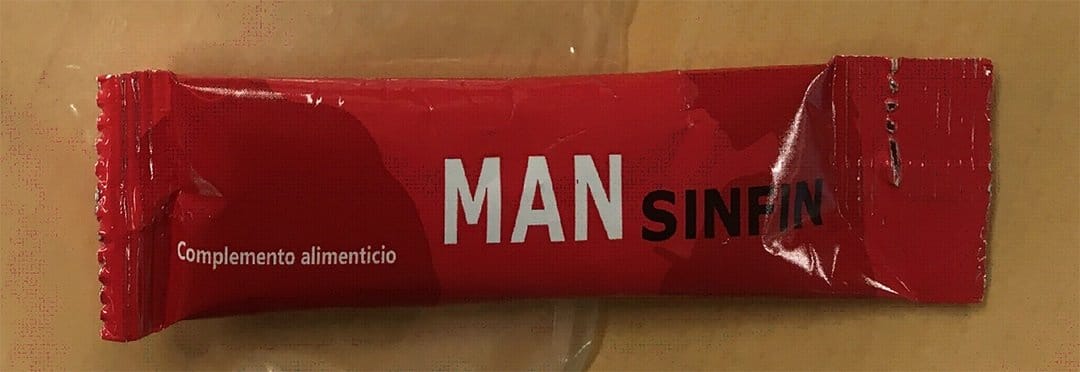 MAN SINFIN
Complemento alimenticio